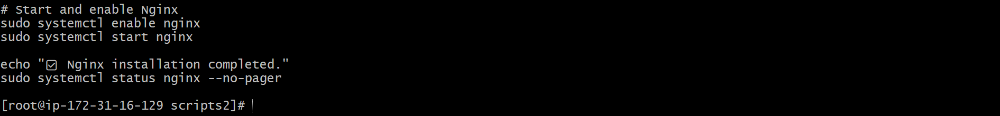 # Start and enable Nginx
sudo systemctl enable nginx
sudo systemctl start nginx
echo "☑ Nginx installation completed."
sudo systemctl status nginx --no-pager
[root@ip-172-31-16-129 scripts2]#